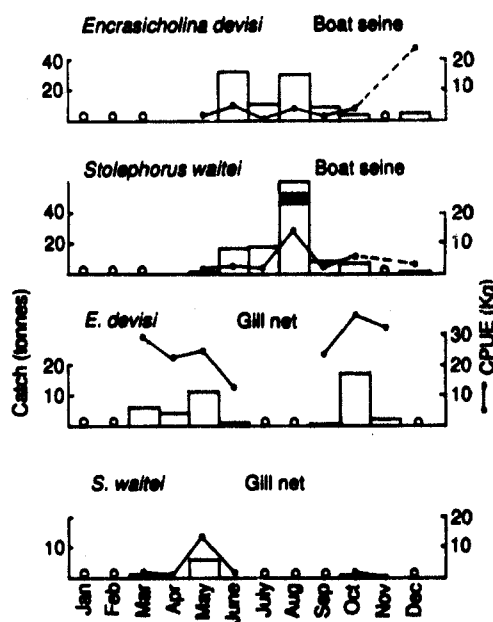 Encrasicholina devisi Boat seine
40
20
20
10
Stolephorus waitei Boat seine
40
20
20
10
E. devisi Gill net
20
10
30
20
10
S. waitei Gill net
10
20
10
Jan Feb Mar Apr May June July Aug Sep Oct Nov Dec
Catch (tonnes)
CPUE (Kg)